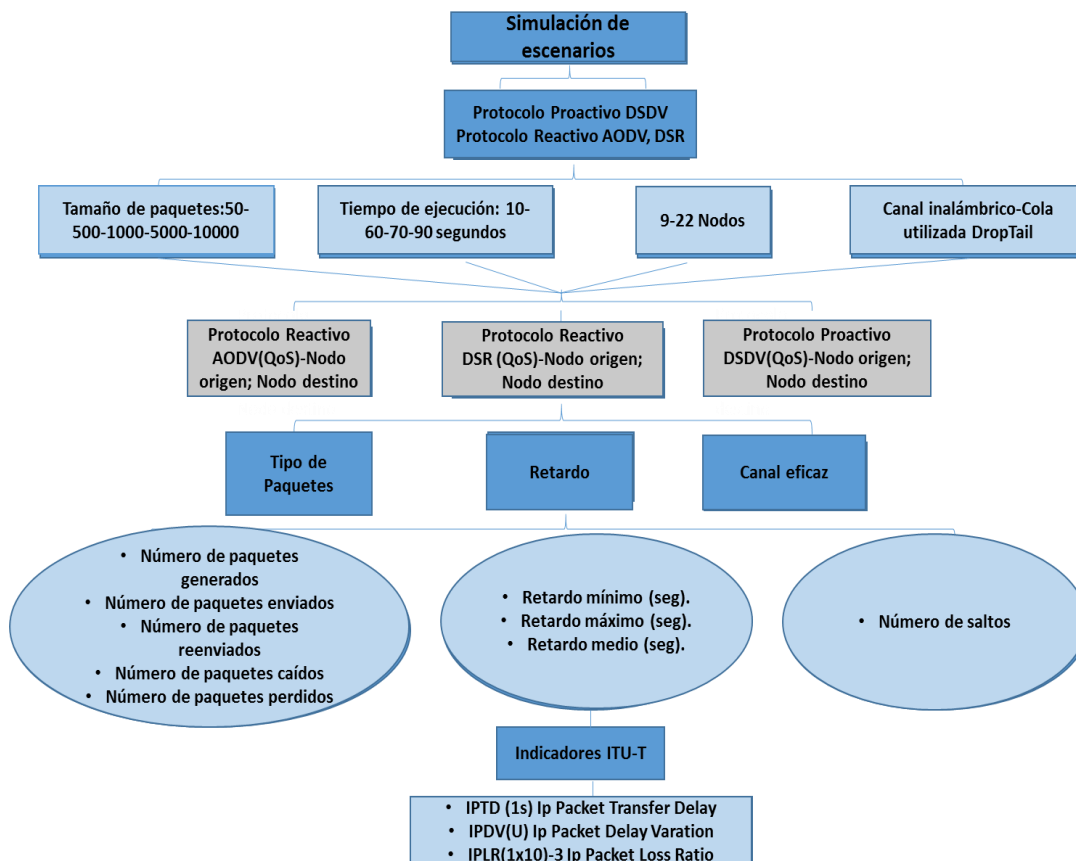 Simulación de
escenarios
Protocolo Proactivo DSDV
Protocolo Reactivo AODV, DSR
Tamaño de paquetes:50-
500-1000-5000-10000
Tiempo de ejecución: 10-
60-70-90 segundos
9-22 Nodos
Canal inalámbrico-Cola
utilizada DropTail
Protocolo Reactivo
AODV(QoS)-Nodo
origen; Nodo destino
Protocolo Reactivo
DSR (QoS)-Nodo origen;
Nodo destino
Protocolo Proactivo
DSDV(QoS)-Nodo origen;
Nodo destino
Tipo de
Paquetes
Retardo
Canal eficaz
• Número de paquetes
generados
• Número de paquetes enviados
• Número de paquetes
reenviados
• Número de paquetes caídos
• Número de paquetes perdidos
• Retardo mínimo (seg).
• Retardo máximo (seg).
• Retardo medio (seg).
• Número de saltos
Indicadores ITU-T
• IPTD (1s) Ip Packet Transfer Delay
• IPDV(U) Ip Packet Delay Varation
• IPLR(1x10)-3 Ip Packet Loss Ratio